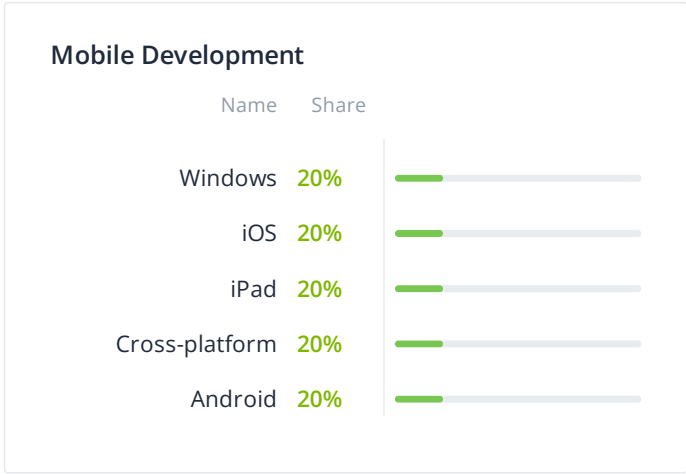 Mobile Development
Name Share
Windows 20%
iOS 20%
iPad 20%
Cross-platform 20%
Android 20%